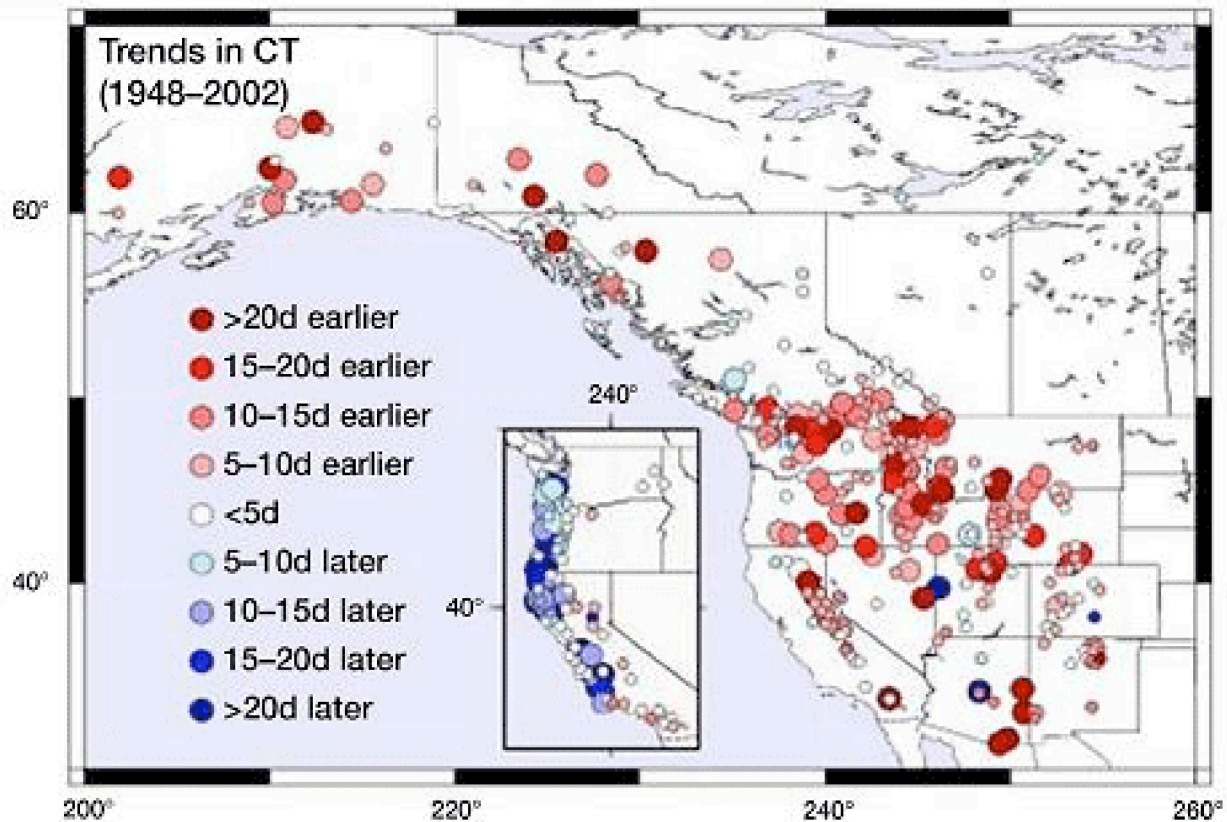 Trends in CT
(1948–2002)
60°
>20d earlier
15–20d earlier
10–15d earlier
240°
5–10d earlier
<5d
5–10d later
40°
10–15d later
40°
15–20d later
>20d later
200°
220°
240°
260°